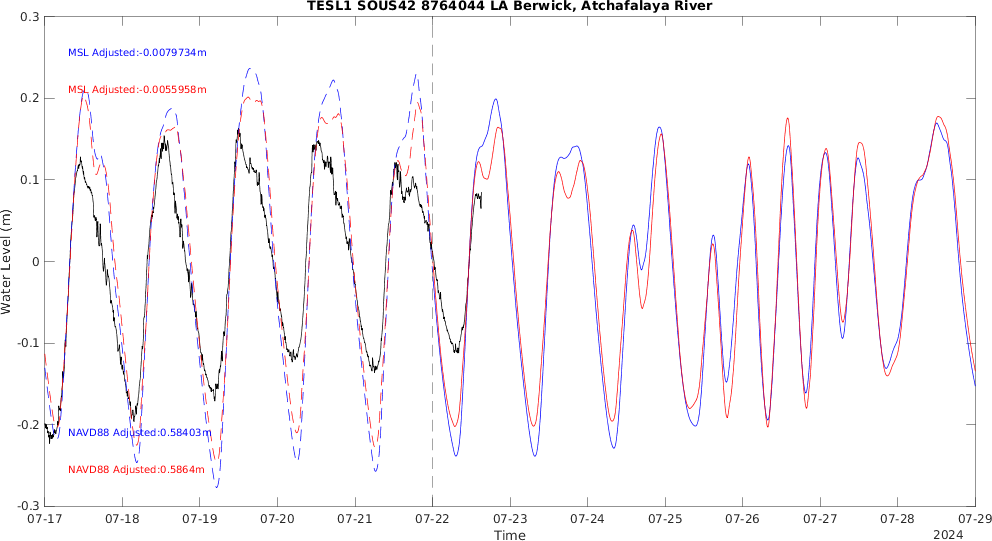 TESL1 SOUS42 8764044 LA Berwick, Atchafalaya River
0.3
MSL Adjusted:-0.0079734m
MSL Adjusted:-0.0055958m
0.2
0.1
0
-0.1
-0.2
-0.3
Water Level (m)
NAVD88 Adjusted:0.58403m
NAVD88 Adjusted:0.5864m
07-17 07-18 07-19 07-20 07-21 07-22 07-23 07-24 07-25 07-26 07-27 07-28 07-29
Time
2024